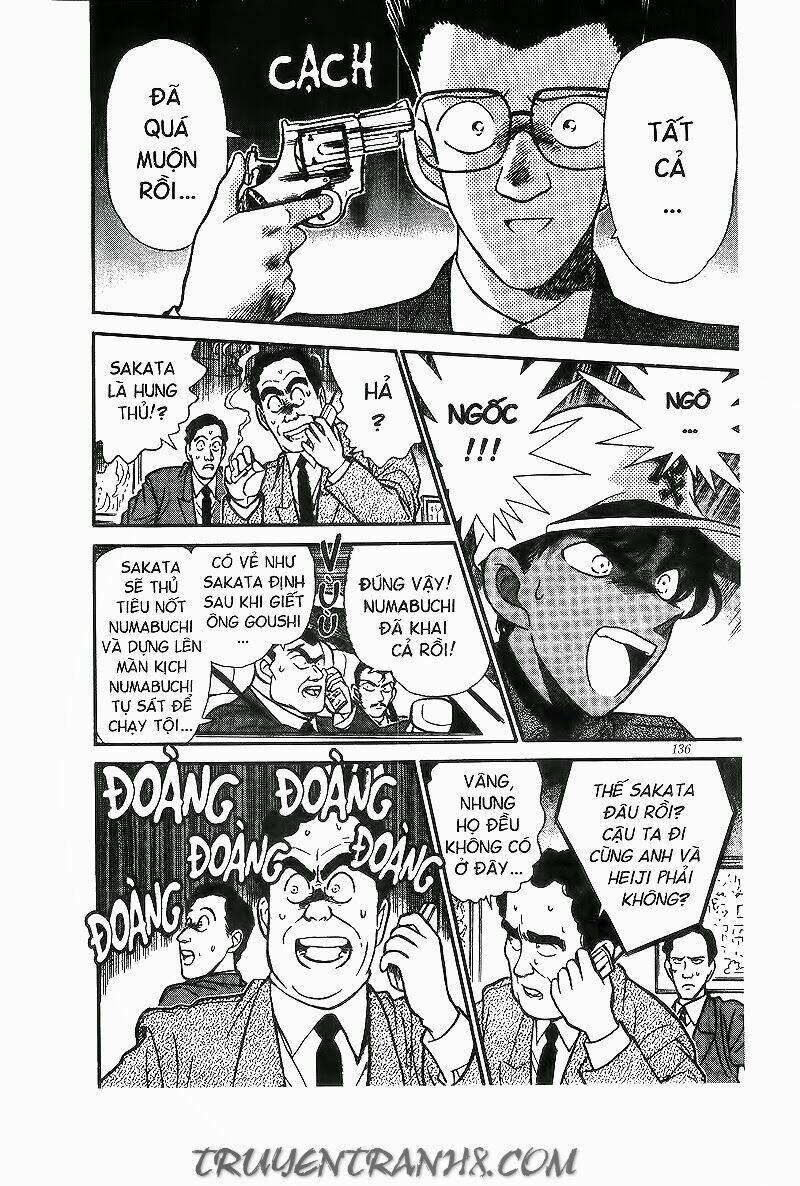 TẤT
CẢ
...
CẠCH
ĐÃ
QUÁ
MUỘN
RỒI...
NGÔ
...
NGỐC
!!!
HẢ
?
SAKATA
LÀ HUNG
THỦ!?
ĐÚNG VẬY!
NUMABUCHI
ĐÃ KHAI
CẢ RỒI!
VÙÙ
CÓ VẺ NHƯ
SAKATA ĐỊNH
SAU KHI GIẾT
ÔNG GOUSHI
...
SAKATA
SẼ THỦ
TIÊU NỐT
NUMABUCHI
VÀ DỰNG LÊN
MÀN KỊCH
NUMABUCHI
TỰ SÁT ĐỂ
CHẠY TỘI...
136
THẾ SAKATA
ĐÂU RỒI?
CẬU TA ĐI
CÙNG ANH VÀ
HEIJI PHẢI
KHÔNG?
VÂNG,
NHƯNG
HỌ ĐỀU
KHÔNG CÓ
Ở ĐÂY...
ĐOÀNG
ĐOÀNG
ĐOÀNG
ĐOÀNG
ĐOÀNG
TRUYENTRANH8.COM